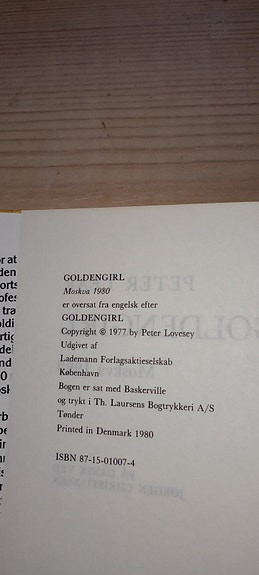 GOLDENGIRL
Moskva 1980
er oversat fra engelsk efter
GOLDENGIRL
Copyright © 1977 by Peter Lovesey
Udgivet af
Lademann Forlagsaktieselskab
København
Bogen er sat med Baskerville
og trykt i Th. Laursens Bogtrykkeri A/S
Tønder
Printed in Denmark 1980
ISBN 87-15-01007-4